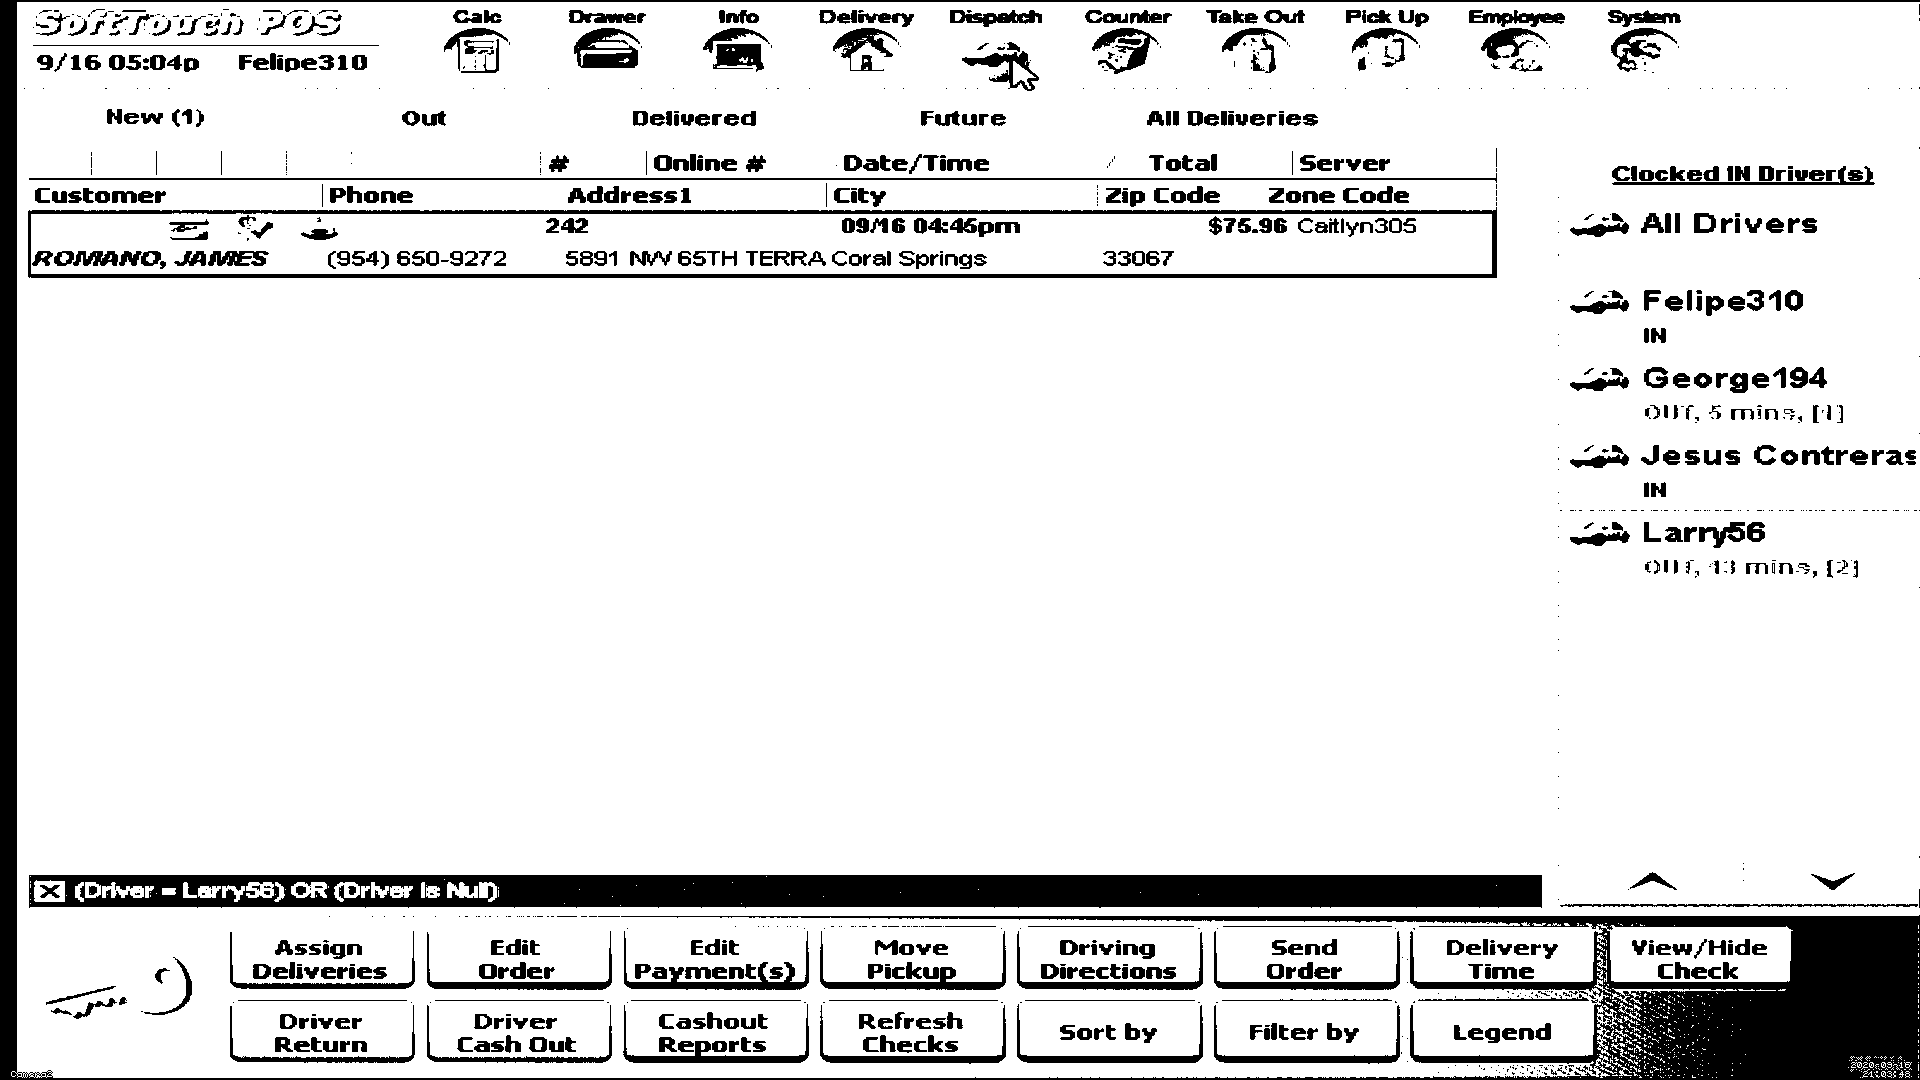 SoftTouch POS
Calc Drawer Info Delivery Dispatch Counter Take Out Pick Up Employee System
9/16 05:04p Felipe310
New (1) Out Delivered Future All Deliveries
# Online # Date/Time Total Server
Customer Phone Address1 City Zip Code Zone Code
242 09/16 04:45pm $75.96 Caitlyn305
ROMANO, JAMES (954) 650-9272 5891 NW 65TH TERRA Coral Springs 33067
Clocked IN Driver(s)
All Drivers
Felipe310
IN
George194
OUT, 5 mins, [1]
Jesus Contreras
IN
Larry56
OUT, 43 mins, [2]
(Driver = Larry56) OR (Driver is Null)
Assign Deliveries
Edit Order
Edit Payment(s)
Move Pickup
Driving Directions
Send Order
Delivery Time
View/Hide Check
Driver Return
Driver Cash Out
Cashout Reports
Refresh Checks
Sort by
Filter by
Legend
Camera2